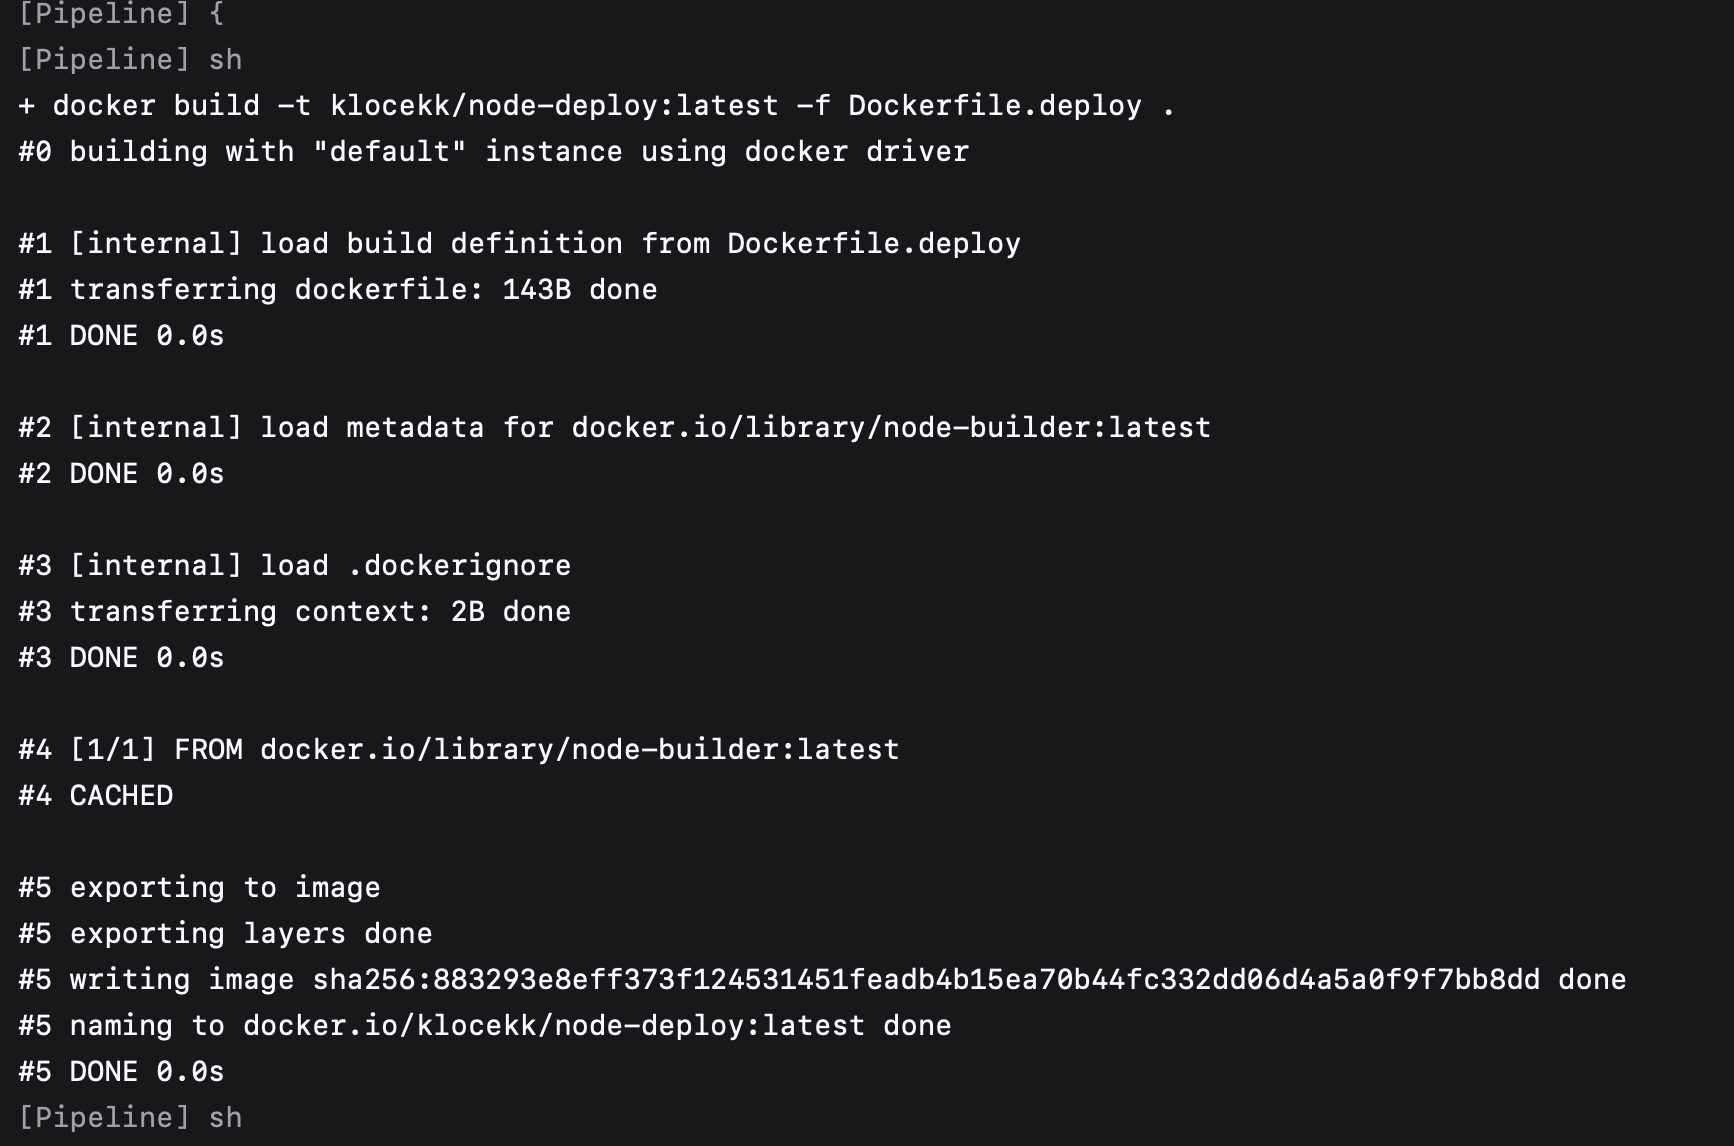 [Pipeline] {
[Pipeline] sh
+ docker build -t klocekk/node-deploy:latest -f Dockerfile.deploy .
#0 building with "default" instance using docker driver
#1 [internal] load build definition from Dockerfile.deploy
#1 transferring dockerfile: 143B done
#1 DONE 0.0s
#2 [internal] load metadata for docker.io/library/node-builder:latest
#2 DONE 0.0s
#3 [internal] load .dockerignore
#3 transferring context: 2B done
#3 DONE 0.0s
#4 [1/1] FROM docker.io/library/node-builder:latest
#4 CACHED
#5 exporting to image
#5 exporting layers done
#5 writing image sha256:883293e8eff373f124531451feadb4b15ea70b44fc332dd06d4a5a0f9f7bb8dd done
#5 naming to docker.io/klocekk/node-deploy:latest done
#5 DONE 0.0s
[Pipeline] sh